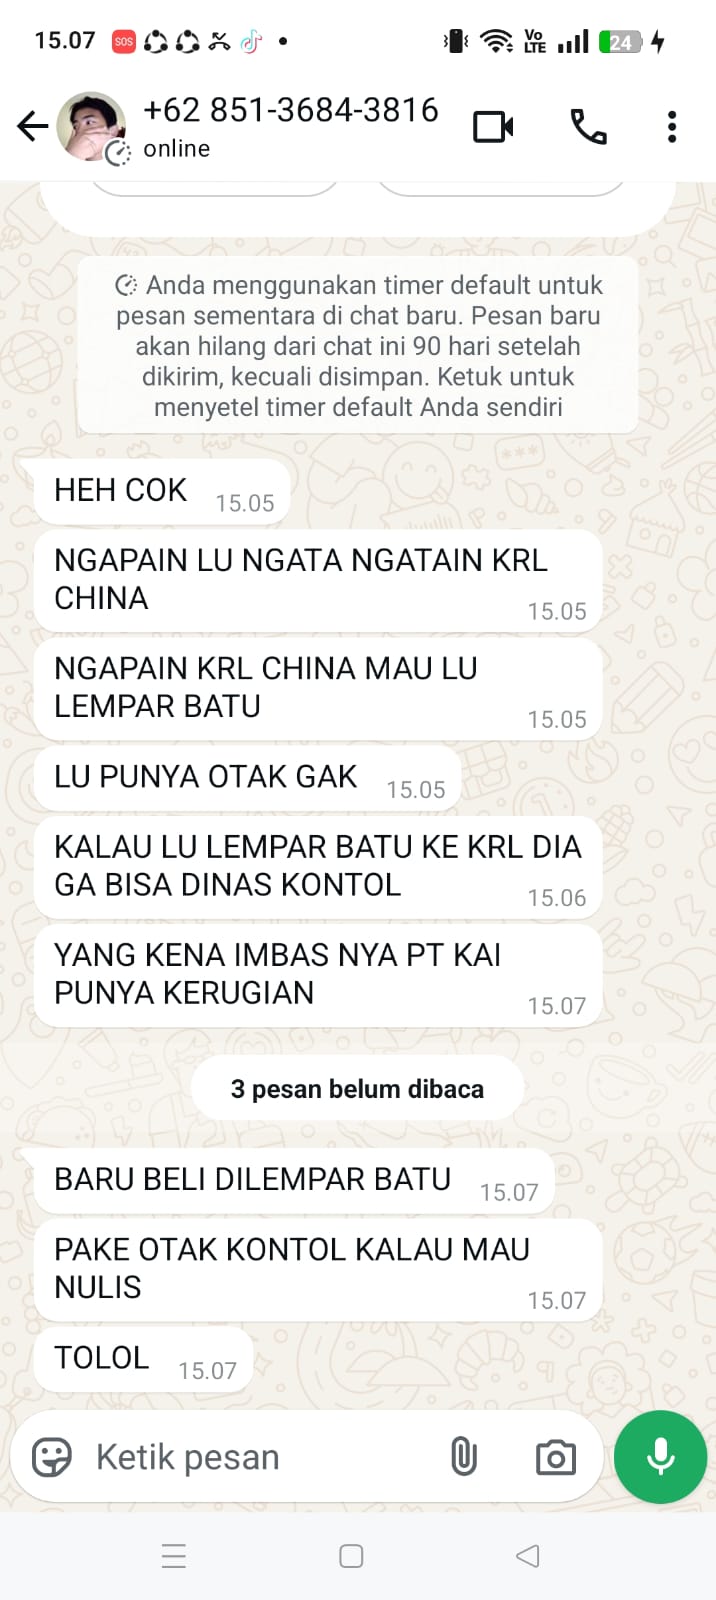 15.07 SOS VoLTE 24
+62 851-3684-3816
online
Anda menggunakan timer default untuk
pesan sementara di chat baru. Pesan baru
akan hilang dari chat ini 90 hari setelah
dikirim, kecuali disimpan. Ketuk untuk
menyetel timer default Anda sendiri
HEH COK 15.05
NGAPAIN LU NGATA NGATAIN KRL
CHINA 15.05
NGAPAIN KRL CHINA MAU LU
LEMPAR BATU 15.05
LU PUNYA OTAK GAK 15.05
KALAU LU LEMPAR BATU KE KRL DIA
GA BISA DINAS KONTOL 15.06
YANG KENA IMBAS NYA PT KAI
PUNYA KERUGIAN 15.07
3 pesan belum dibaca
BARU BELI DILEMPAR BATU 15.07
PAKE OTAK KONTOL KALAU MAU
NULIS 15.07
TOLOL 15.07
Ketik pesan